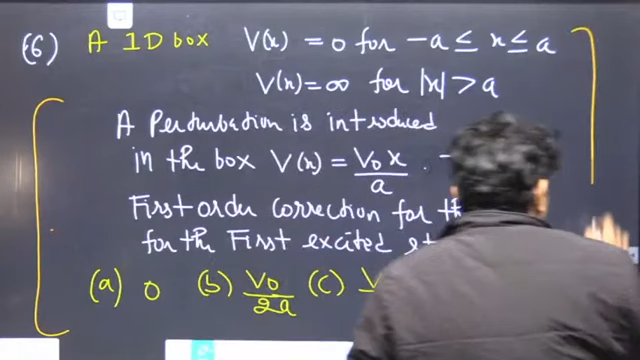 (6) A 1D box V(x) = 0 for -a ≤ x ≤ a
V(x) = ∞ for |x| > a
A Perturbation is introduced
in the box V(x) = V₀x/a .
First order correction for
for the First excited
(a) 0 (b) V₀/2a (c)